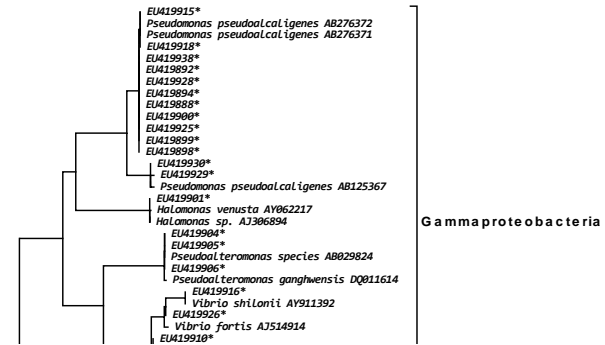 EU419915*
Pseudomonas pseudoalcaligenes AB276372
Pseudomonas pseudoalcaligenes AB276371
EU419918*
EU419938*
EU419892*
EU419928*
EU419894*
EU419888*
EU419900*
EU419925*
EU419899*
EU419898*
EU419930*
EU419929*
Pseudomonas pseudoalcaligenes AB125367
EU419901*
Halomonas venusta AY062217
Halomonas sp. AJ306894
Gammaproteobacteria
EU419904*
EU419905*
Pseudoalteromonas species AB029824
EU419906*
Pseudoalteromonas ganghwensis DQ011614
EU419916*
Vibrio shilonii AY911392
EU419926*
Vibrio fortis AJ514914
EU419910*